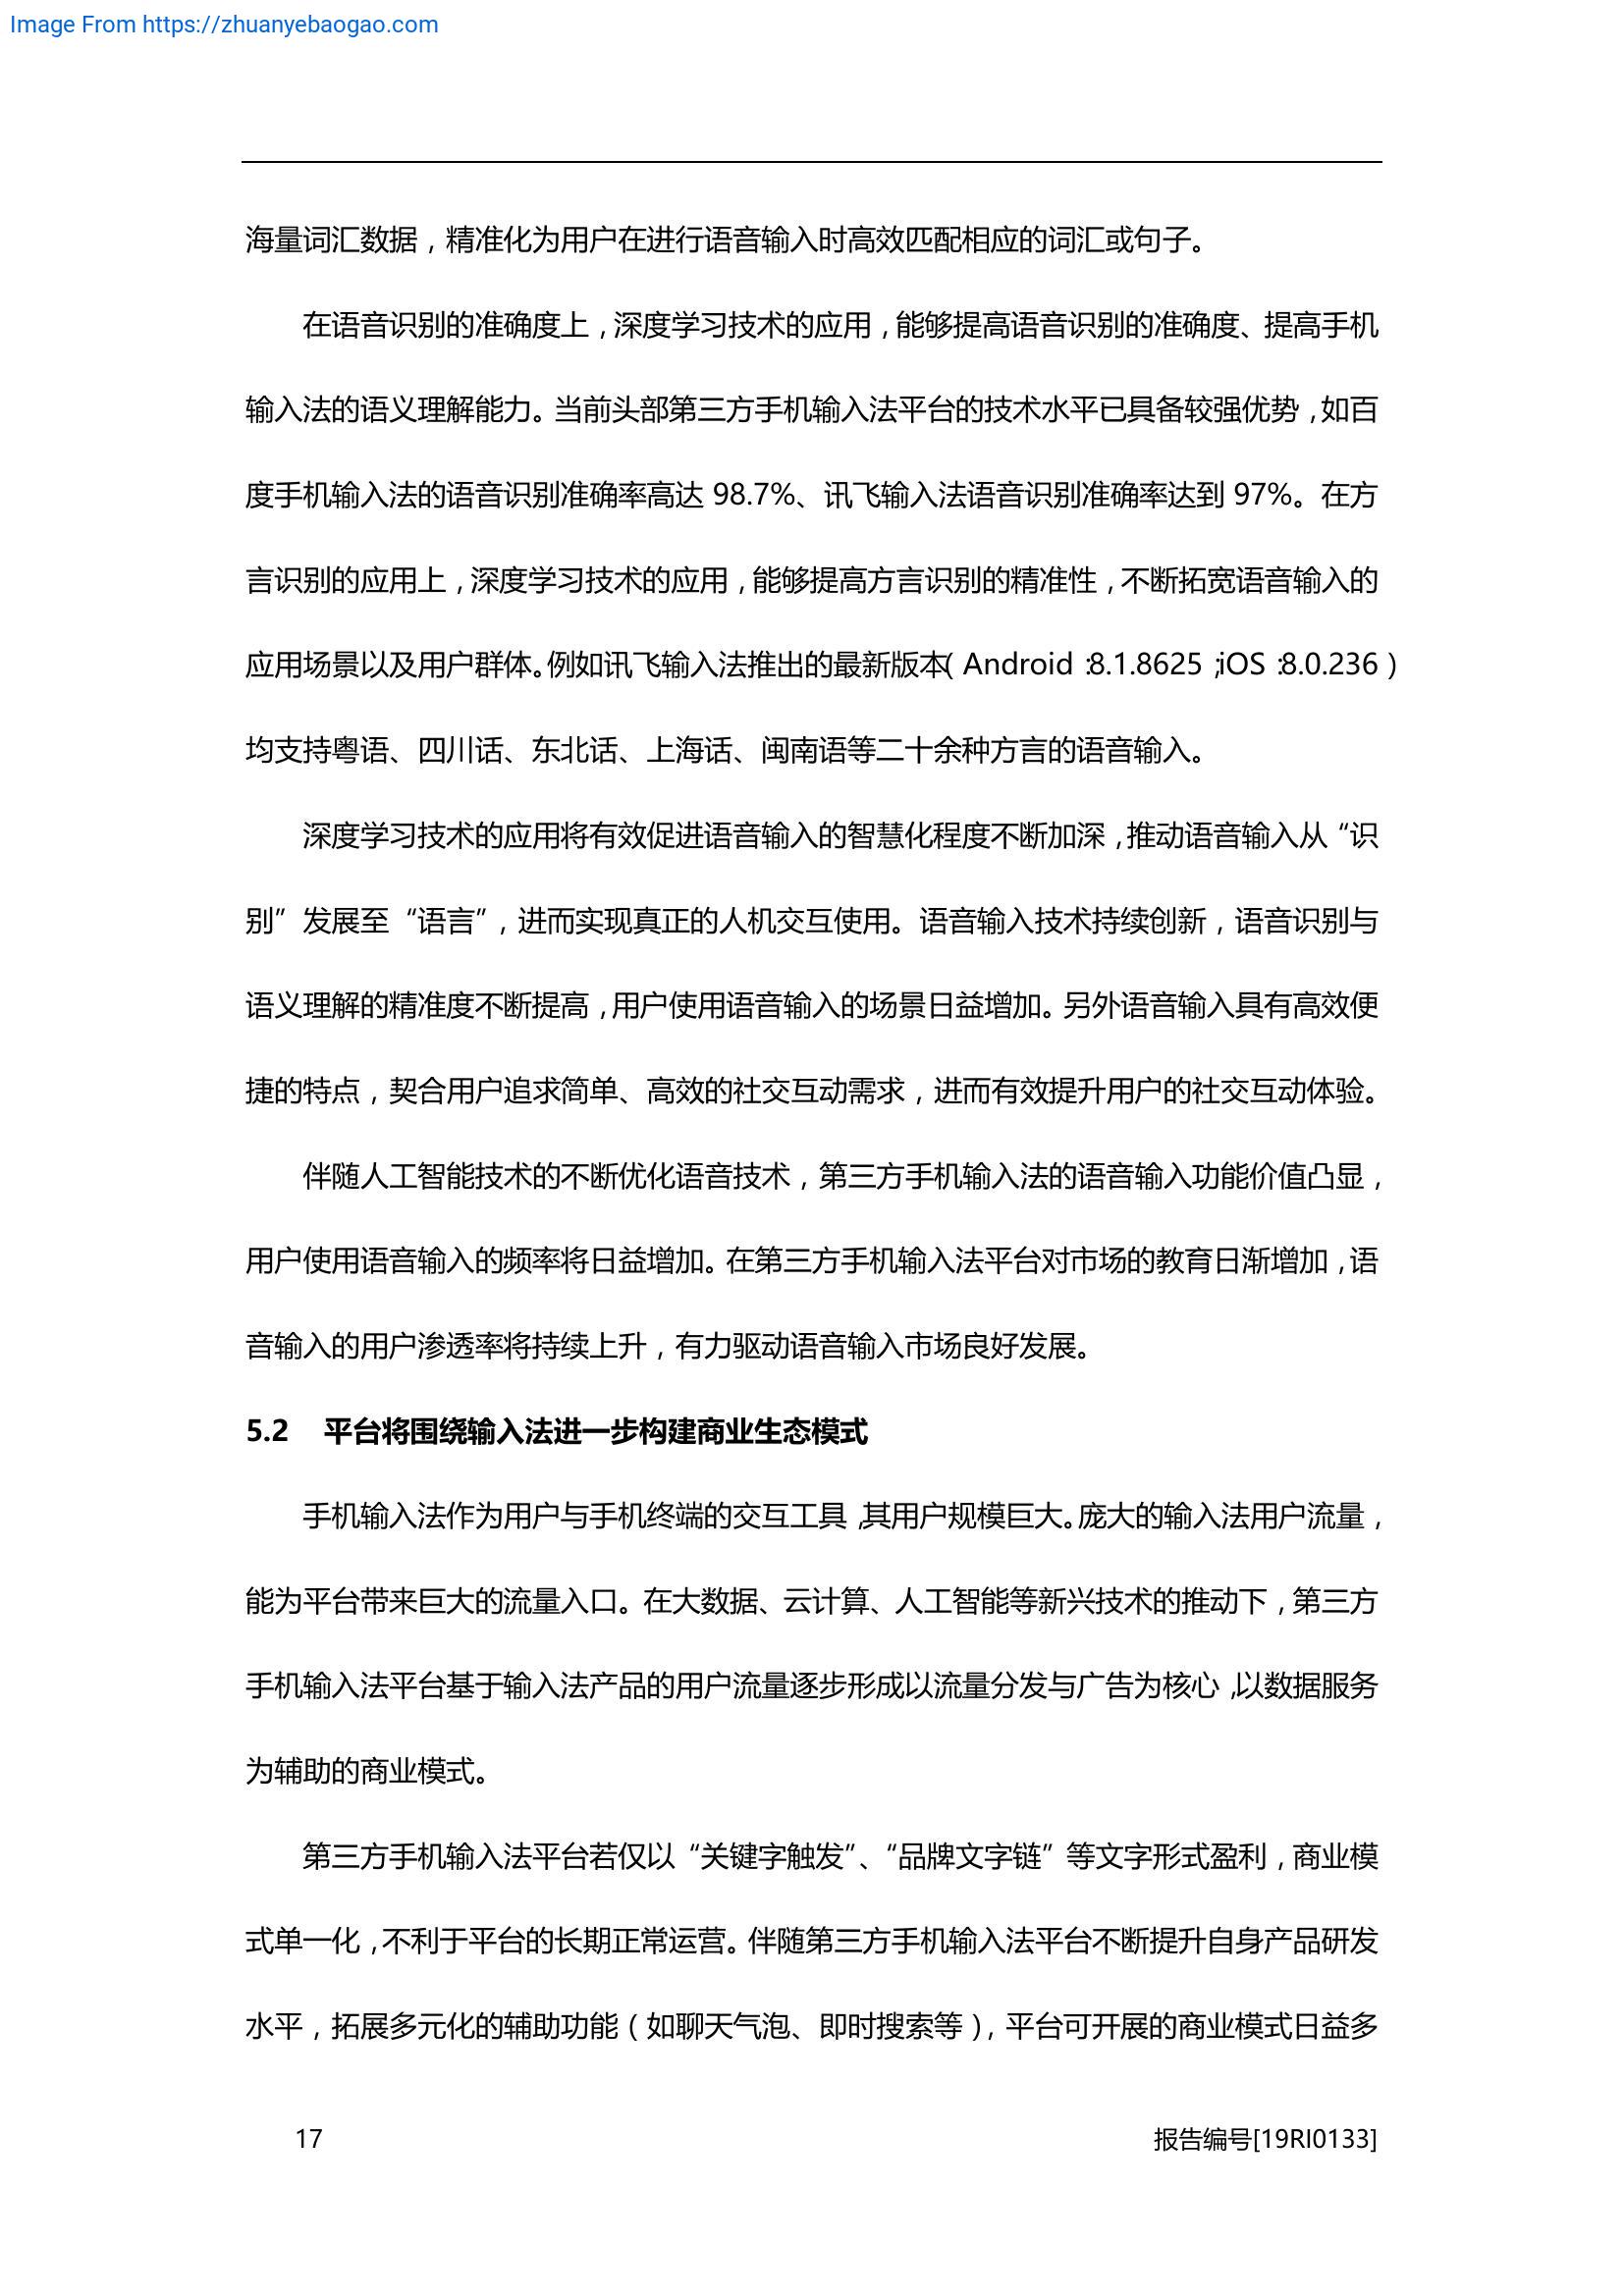 Image From https://zhuanyebaogao.com
海量词汇数据，精准化为用户在进行语音输入时高效匹配相应的词汇或句子。
在语音识别的准确度上，深度学习技术的应用，能够提高语音识别的准确度、提高手机
输入法的语义理解能力。当前头部第三方手机输入法平台的技术水平已具备较强优势，如百
度手机输入法的语音识别准确率高达 98.7%、讯飞输入法语音识别准确率达到 97%。在方
言识别的应用上，深度学习技术的应用，能够提高方言识别的精准性，不断拓宽语音输入的
应用场景以及用户群体。例如讯飞输入法推出的最新版本（Android：8.1.8625；iOS：8.0.236）
均支持粤语、四川话、东北话、上海话、闽南语等二十余种方言的语音输入。
深度学习技术的应用将有效促进语音输入的智慧化程度不断加深，推动语音输入从“识
别”发展至“语言”，进而实现真正的人机交互使用。语音输入技术持续创新，语音识别与
语义理解的精准度不断提高，用户使用语音输入的场景日益增加。另外语音输入具有高效便
捷的特点，契合用户追求简单、高效的社交互动需求，进而有效提升用户的社交互动体验。
伴随人工智能技术的不断优化语音技术，第三方手机输入法的语音输入功能价值凸显，
用户使用语音输入的频率将日益增加。在第三方手机输入法平台对市场的教育日渐增加，语
音输入的用户渗透率将持续上升，有力驱动语音输入市场良好发展。
5.2 平台将围绕输入法进一步构建商业生态模式
手机输入法作为用户与手机终端的交互工具，其用户规模巨大。庞大的输入法用户流量，
能为平台带来巨大的流量入口。在大数据、云计算、人工智能等新兴技术的推动下，第三方
手机输入法平台基于输入法产品的用户流量逐步形成以流量分发与广告为核心，以数据服务
为辅助的商业模式。
第三方手机输入法平台若仅以“关键字触发”、“品牌文字链”等文字形式盈利，商业模
式单一化，不利于平台的长期正常运营。伴随第三方手机输入法平台不断提升自身产品研发
水平，拓展多元化的辅助功能（如聊天气泡、即时搜索等），平台可开展的商业模式日益多
17 报告编号[19RI0133]